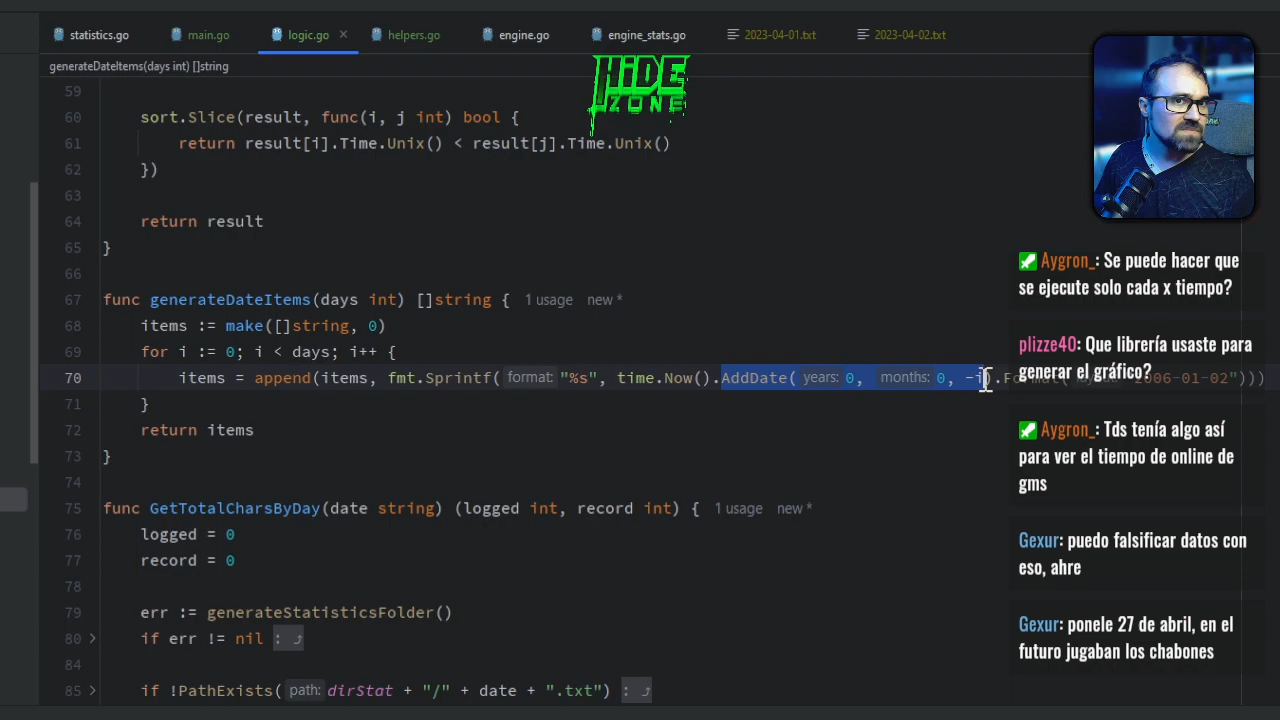 statistics.go main.go logic.go helpers.go engine.go engine_stats.go 2023-04-01.txt 2023-04-02.txt
generateDateItems(days int) []string
HiDE
ZONE
59
60 sort.Slice(result, func(i, j int) bool {
61 return result[i].Time.Unix() < result[j].Time.Unix()
62 })
63
64 return result
65 }
66
67 func generateDateItems(days int) []string { 1 usage new *
68 items := make([]string, 0)
69 for i := 0; i < days; i++ {
70 items = append(items, fmt.Sprintf( format: "%s", time.Now().AddDate( years: 0, months: 0, -i).Format( "2006-01-02")))
71 }
72 return items
73 }
74
75 func GetTotalCharsByDay(date string) (logged int, record int) { 1 usage new *
76 logged = 0
77 record = 0
78
79 err := generateStatisticsFolder()
80 if err != nil :
84
85 if !PathExists( path: dirStat + "/" + date + ".txt") :
Aygron_: Se puede hacer que
se ejecute solo cada x tiempo?
plizze40: Que librería usaste para
generar el gráfico?
Aygron_: Tds tenía algo así
para ver el tiempo de online de
gms
Gexur: puedo falsificar datos con
eso, ahre
Gexur: ponele 27 de abril, en el
futuro jugaban los chabones